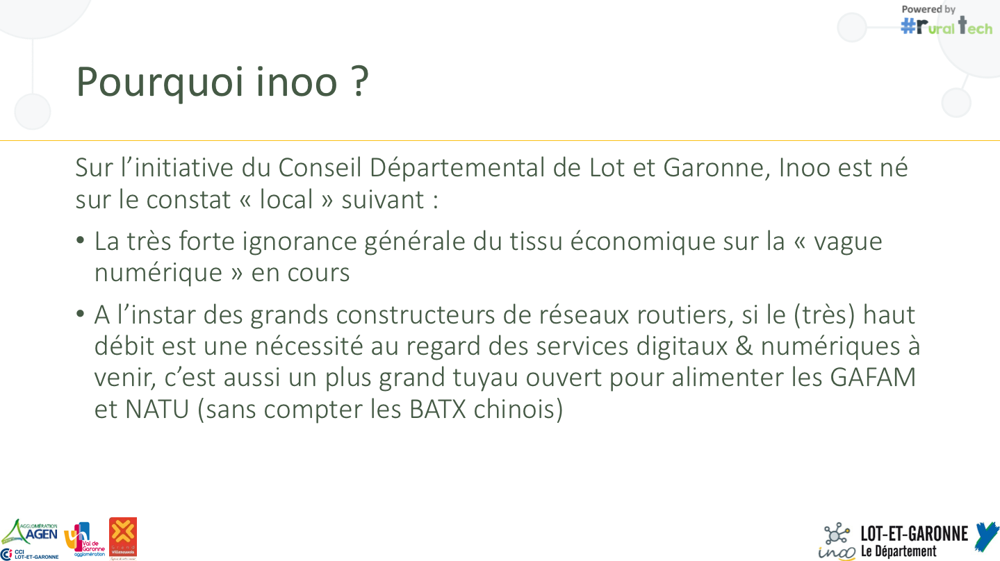 Powered by
#rural tech
Pourquoi inoo ?
Sur l’initiative du Conseil Départemental de Lot et Garonne, Inoo est né
sur le constat « local » suivant :
• La très forte ignorance générale du tissu économique sur la « vague
numérique » en cours
• A l’instar des grands constructeurs de réseaux routiers, si le (très) haut
débit est une nécessité au regard des services digitaux & numériques à
venir, c’est aussi un plus grand tuyau ouvert pour alimenter les GAFAM
et NATU (sans compter les BATX chinois)
AGGLOMÉRATION
AGEN
CCI
LOT-ET-GARONNE
Val de
Garonne
agglomération
Grand
Villeneuvois
inoo
LOT-ET-GARONNE
Le Département